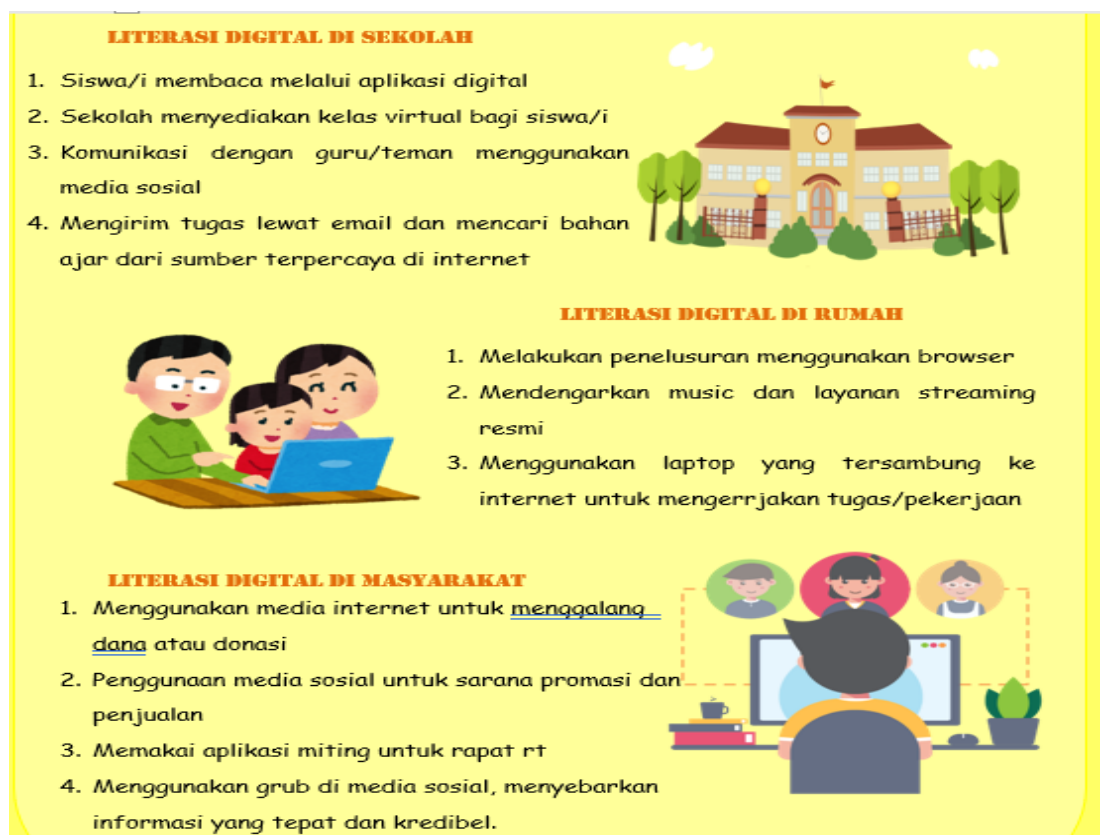 LITERASI DIGITAL DI SEKOLAH
1. Siswa/i membaca melalui aplikasi digital
2. Sekolah menyediakan kelas virtual bagi siswa/i
3. Komunikasi dengan guru/teman menggunakan
media sosial
4. Mengirim tugas lewat email dan mencari bahan
ajar dari sumber terpercaya di internet
LITERASI DIGITAL DI RUMAH
1. Melakukan penelusuran menggunakan browser
2. Mendengarkan music dan layanan streaming
resmi
3. Menggunakan laptop yang tersambung ke
internet untuk mengerrjakan tugas/pekerjaan
LITERASI DIGITAL DI MASYARAKAT
1. Menggunakan media internet untuk menggalang
dana atau donasi
2. Penggunaan media sosial untuk sarana promasi dan
penjualan
3. Memakai aplikasi miting untuk rapat rt
4. Menggunakan grub di media sosial, menyebarkan
informasi yang tepat dan kredibel.